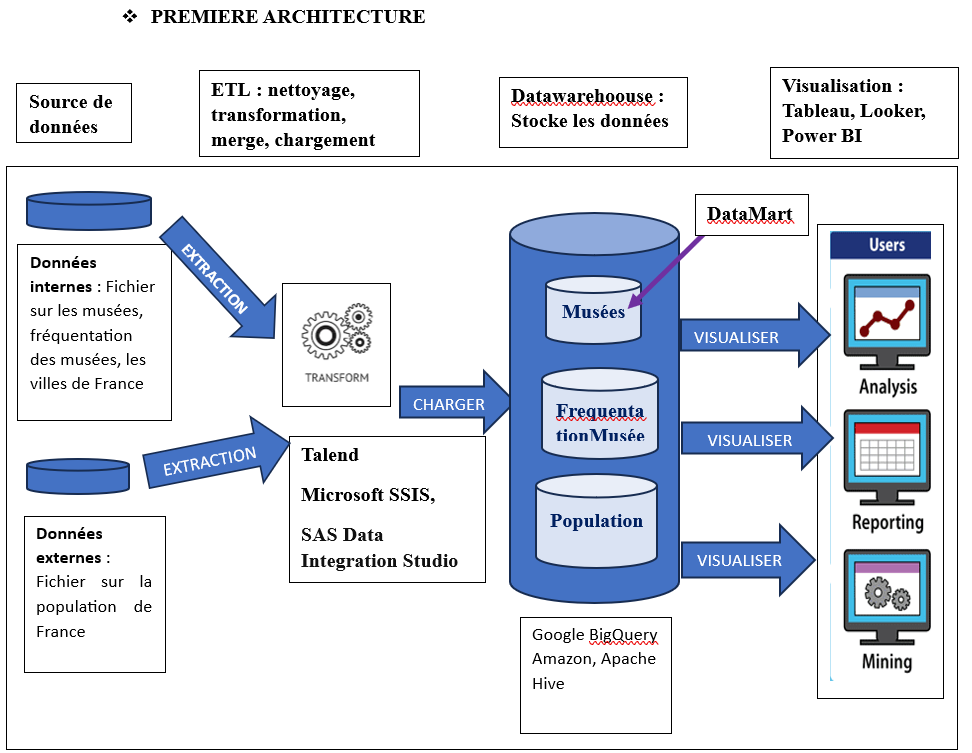 ❖ PREMIERE ARCHITECTURE
Source de
données
ETL : nettoyage,
transformation,
merge, chargement
Datawarehoouse :
Stocke les données
Visualisation :
Tableau, Looker,
Power BI
Données
internes : Fichier
sur les musées,
fréquentation
des musées, les
villes de France
EXTRACTION
Données
externes :
Fichier sur la
population de
France
EXTRACTION
TRANSFORM
Talend
Microsoft SSIS,
SAS Data
Integration Studio
CHARGER
DataMart
Musées
Frequenta
tionMusée
Population
Google BigQuery
Amazon, Apache
Hive
VISUALISER
VISUALISER
VISUALISER
Users
Analysis
Reporting
Mining